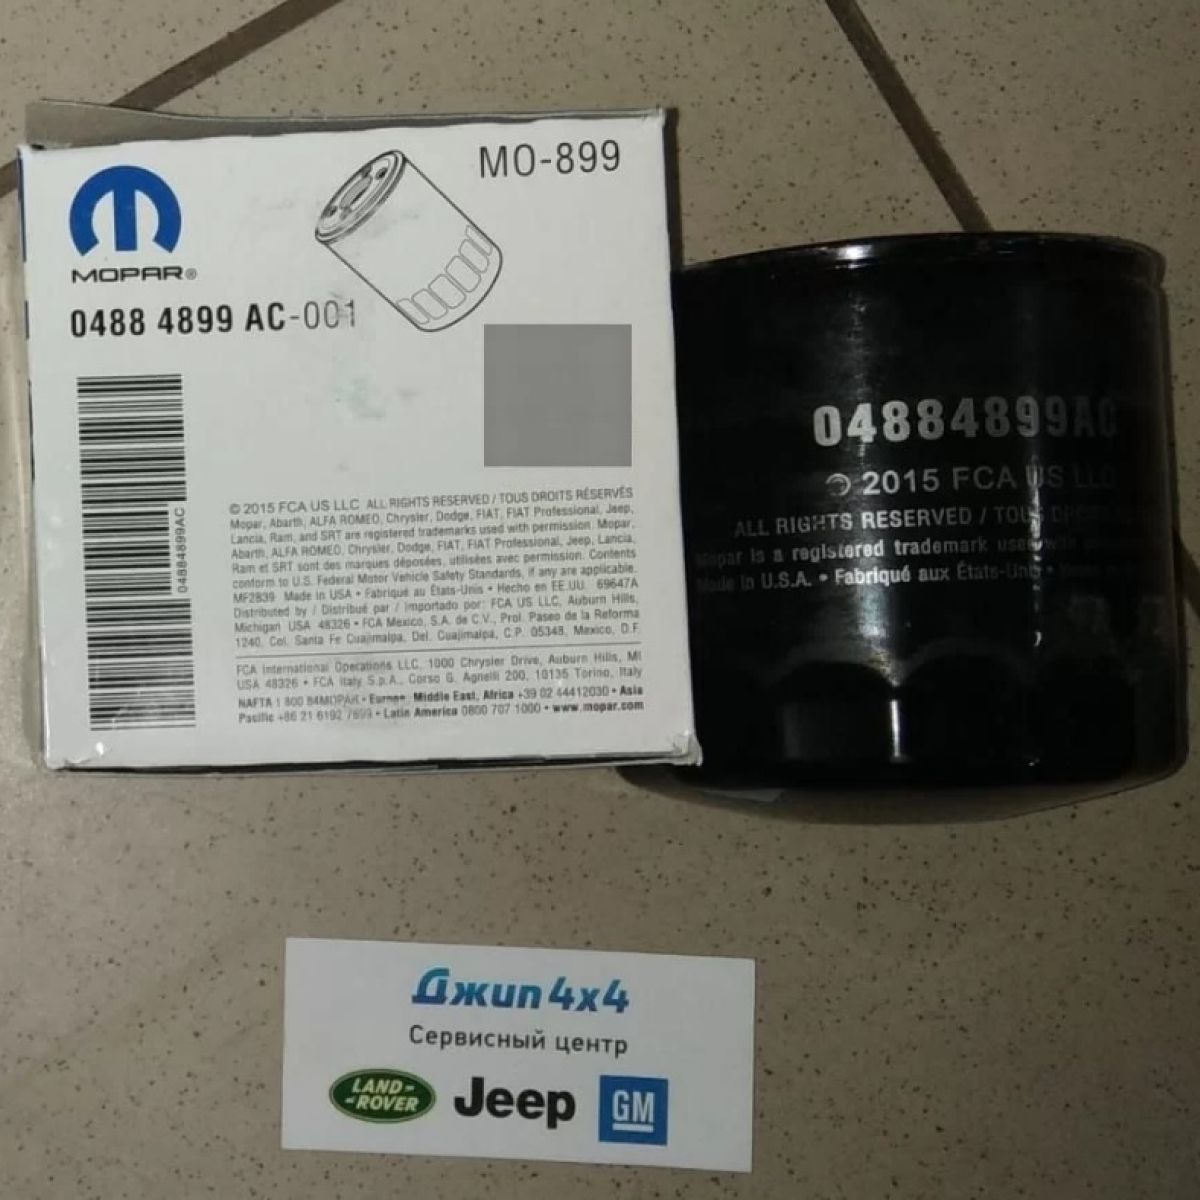 MO-899
MOPAR®
0488 4899 AC-001
04884899AC
© 2015 FCA US LLC ALL RIGHTS RESERVED / TOUS DROITS RÉSERVÉS
Mopar, Abarth, ALFA ROMEO, Chrysler, Dodge, FIAT, FIAT Professional, Jeep,
Lancia, Ram, and SRT are registered trademarks used with permission. Mopar,
Abarth, ALFA ROMEO, Chrysler, Dodge, FIAT, FIAT Professional, Jeep, Lancia,
Ram et SRT sont des marques déposées, utilisées avec permission. Contents
conform to U.S. Federal Motor Vehicle Safety Standards, if any are applicable.
MF2839 Made in USA • Fabriqué au États-Unis • Hecho en EE.UU. 69647A
Distributed by / Distribué par / Importado por: FCA US LLC, Auburn Hills,
Michigan USA 48326 • FCA Mexico, S.A. de C.V., Prol. Paseo de la Reforma
1240, Col. Santa Fe Cuajimalpa, Del. Cuajimalpa, C.P. 05348, Mexico, D.F.
FCA International Operations LLC, 1000 Chrysler Drive, Auburn Hills, MI
USA 48326 • FCA Italy S.p.A., Corso G. Agnelli 200, 10135 Torino, Italy
NAFTA 1 800 84MOPAR • Europe, Middle East, Africa +39 02 44412030 • Asia
Pacific +86 21 6192 7699 • Latin America 0800 707 1000 • www.mopar.com
04884899AC
© 2015 FCA US LLC
ALL RIGHTS RESERVED / TOUS
Mopar is a registered trademark used with
Made in U.S.A. • Fabriqué aux États-Unis •
Джип 4x4
Сервисный центр
LAND-
-ROVER
Jeep
GM